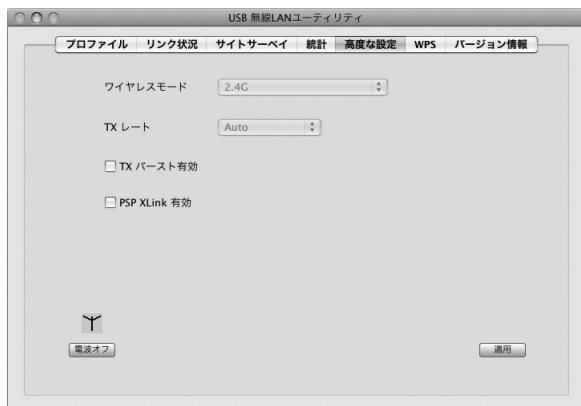 USB 無線LANユーティリティ
プロファイル リンク状況 サイトサーベイ 統計 高度な設定 WPS バージョン情報
ワイヤレスモード 2.4G
TX レート Auto
TX バースト有効
PSP XLink 有効
電波オフ 適用